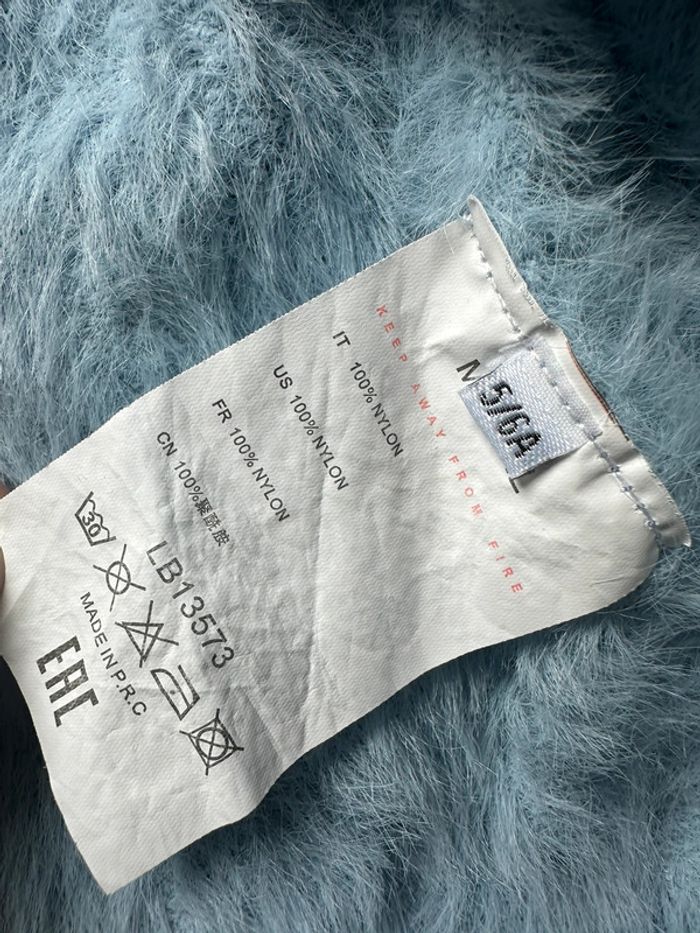 5/6A
KEEP AWAY FROM FIRE
IT 100% NYLON
US 100% NYLON
FR 100% NYLON
CN 100%聚酰胺
30
LB13573
MADE IN P.R.C
EAC